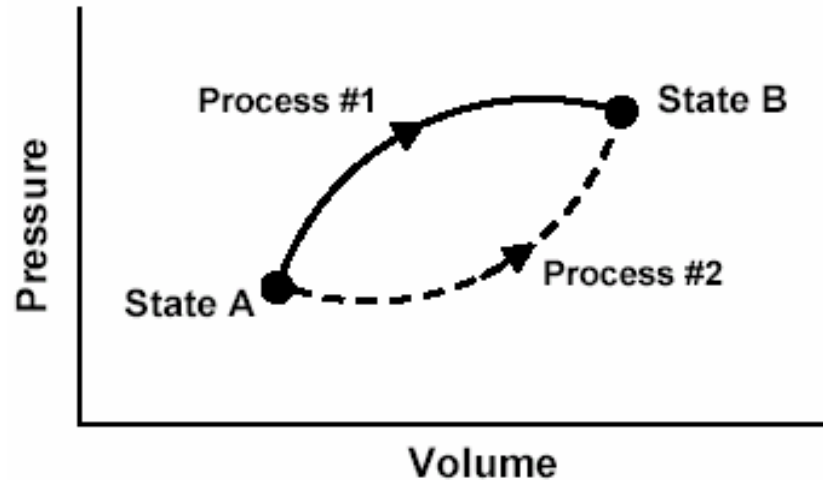 Process #1
State B
Pressure
State A
Process #2
Volume